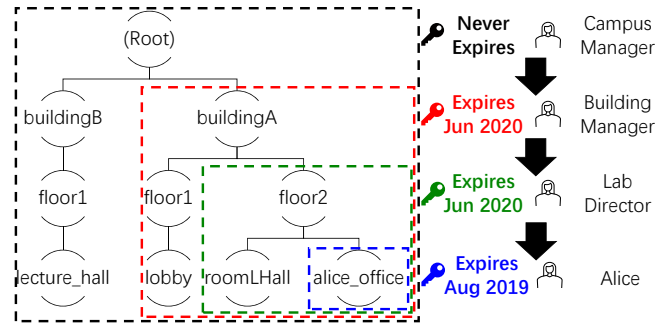 (Root)
Never
Expires
Campus
Manager
buildingB
buildingA
Expires
Jun 2020
Building
Manager
floor1
floor1
floor2
Expires
Jun 2020
Lab
Director
lecture_hall
lobby
roomLHall
alice_office
Expires
Aug 2019
Alice